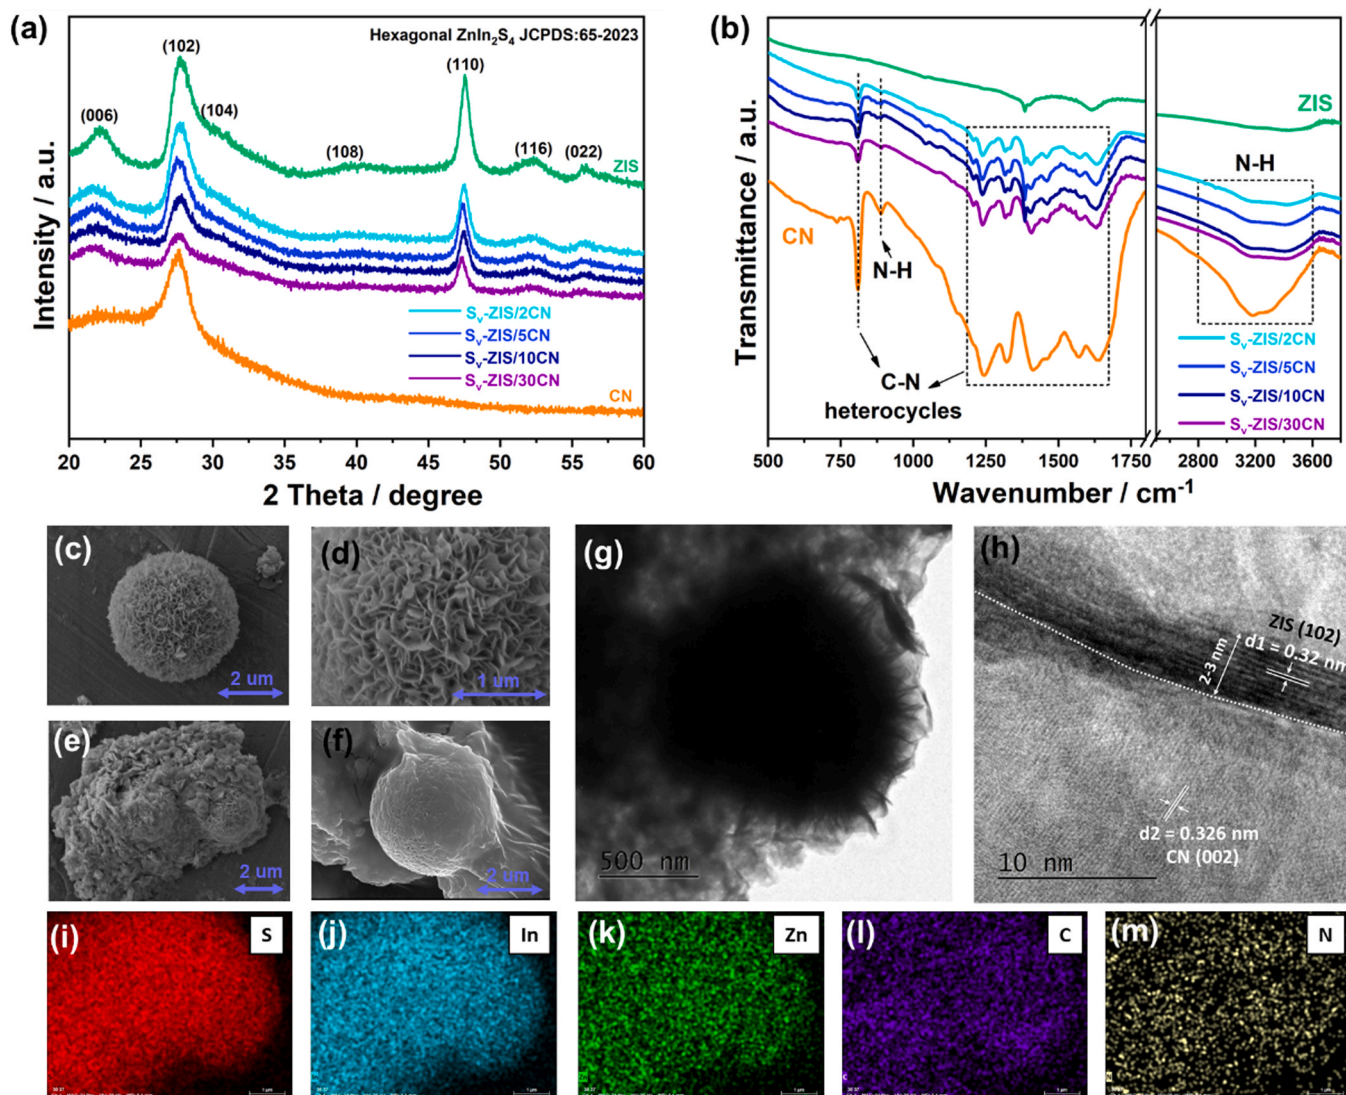 (a)
Hexagonal ZnIn₂S₄ JCPDS:65-2023
(006)
(102)
(104)
(108)
(110)
(116)
(022)
ZIS
Sᵥ-ZIS/2CN
Sᵥ-ZIS/5CN
Sᵥ-ZIS/10CN
Sᵥ-ZIS/30CN
CN
Intensity / a.u.
20 25 30 35 40 45 50 55 60
2 Theta / degree
(b)
ZIS
N-H
CN
N-H
C-N
heterocycles
Sᵥ-ZIS/2CN
Sᵥ-ZIS/5CN
Sᵥ-ZIS/10CN
Sᵥ-ZIS/30CN
Transmittance / a.u.
500 750 1000 1250 1500 1750 2800 3200 3600
Wavenumber / cm⁻¹
(c)
2 um
(d)
1 um
(e)
2 um
(f)
2 um
(g)
500 nm
(h)
ZIS (102)
d1 = 0.32 nm
2.3 nm
d2 = 0.326 nm
CN (002)
10 nm
(i)
S
1µm
(j)
In
1µm
(k)
Zn
1µm
(l)
C
1µm
(m)
N
1µm